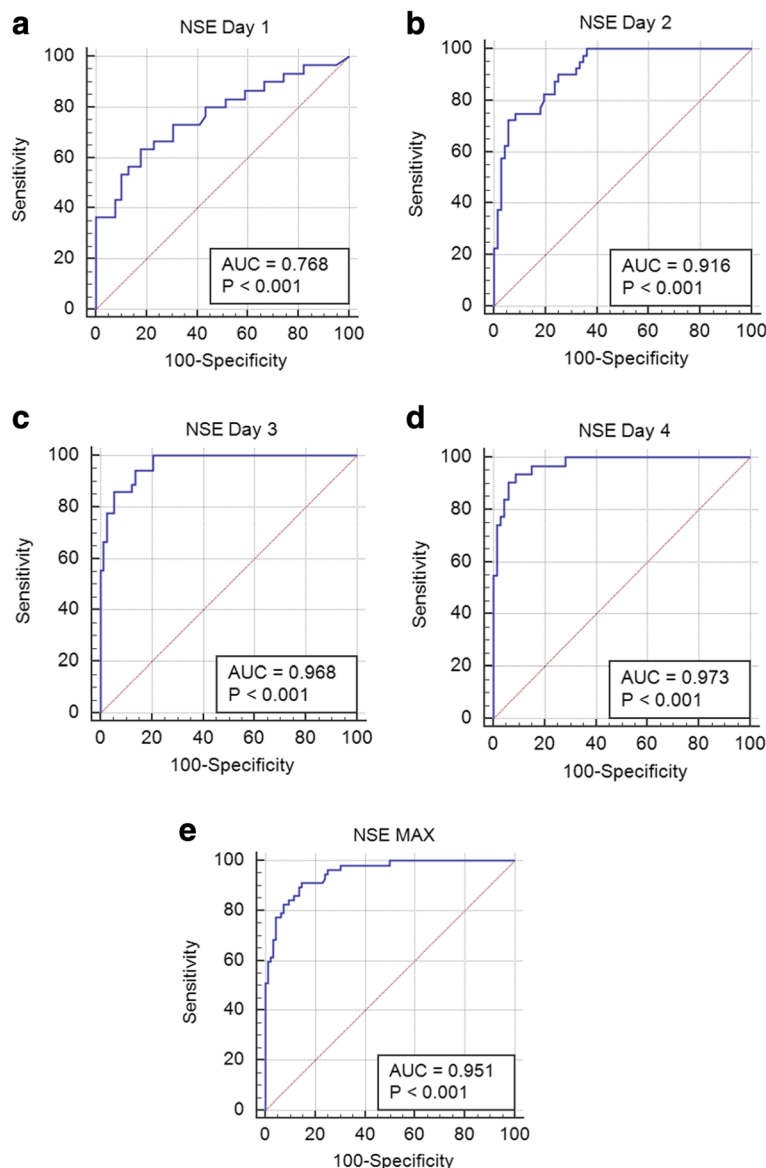 a
NSE Day 1
100
80
60
40
20
0
Sensitivity
AUC = 0.768
P < 0.001
0 20 40 60 80 100
100-Specificity
b
NSE Day 2
100
80
60
40
20
0
Sensitivity
AUC = 0.916
P < 0.001
0 20 40 60 80 100
100-Specificity
c
NSE Day 3
100
80
60
40
20
0
Sensitivity
AUC = 0.968
P < 0.001
0 20 40 60 80 100
100-Specificity
d
NSE Day 4
100
80
60
40
20
0
Sensitivity
AUC = 0.973
P < 0.001
0 20 40 60 80 100
100-Specificity
e
NSE MAX
100
80
60
40
20
0
Sensitivity
AUC = 0.951
P < 0.001
0 20 40 60 80 100
100-Specificity